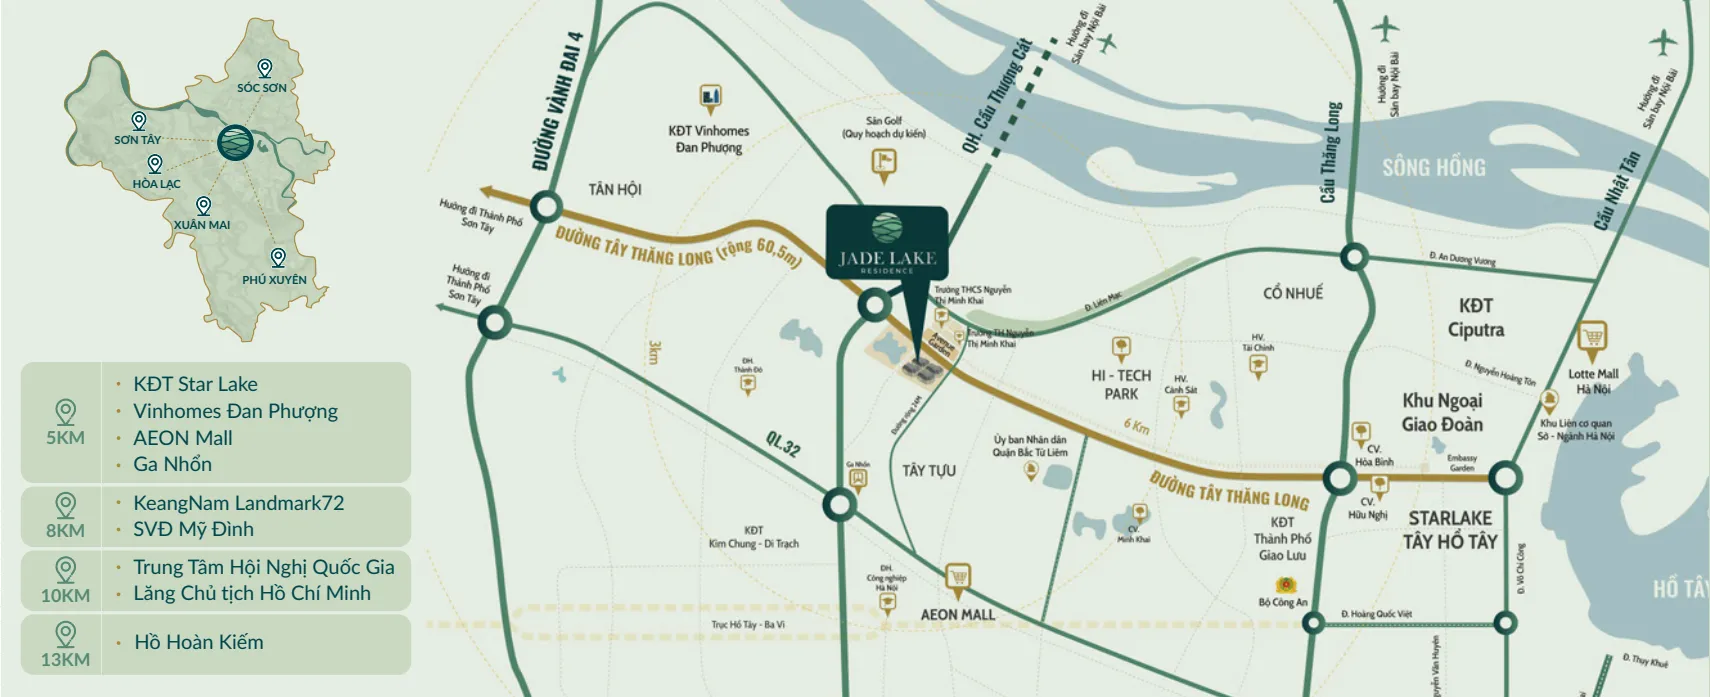 SÓC SƠN
SƠN TÂY
HÒA LẠC
XUÂN MAI
PHÚ XUYÊN
5KM
· KĐT Star Lake
· Vinhomes Đan Phượng
· AEON Mall
· Ga Nhổn
8KM
· KeangNam Landmark72
· SVĐ Mỹ Đình
10KM
· Trung Tâm Hội Nghị Quốc Gia
· Lăng Chủ tịch Hồ Chí Minh
13KM
· Hồ Hoàn Kiếm
ĐƯỜNG VÀNH ĐAI 4
KĐT Vinhomes
Đan Phượng
Sân Golf
(Quy hoạch dự kiến)
QH. Cầu Thượng Cát
Hướng đi
Sân bay Nội Bài
Cầu Thăng Long
Hướng đi
Sân bay Nội Bài
SÔNG HỒNG
Cầu Nhật Tân
Hướng đi
Sân bay Nội Bài
TÂN HỘI
Hướng đi Thành Phố
Sơn Tây
ĐƯỜNG TÂY THĂNG LONG (rộng 60,5m)
JADE LAKE
RESIDENCE
Hướng đi
Thành Phố
Sơn Tây
Trường THCS Nguyễn
Thị Minh Khai
Trường TH Nguyễn
Thị Minh Khai
Avenue
Garden
Đ. Liên Mạc
Đ. An Dương Vương
CỔ NHUẾ
KĐT
Ciputra
3km
ĐH.
Thành Đô
HI - TECH
PARK
HV.
Tài Chính
HV.
Cảnh Sát
Đ. Nguyễn Hoàng Tôn
Lotte Mall
Hà Nội
Khu Ngoại
Giao Đoàn
Khu Liên cơ quan
Sở - Ngành Hà Nội
Đường rộng 24M
6 Km
QL.32
Ủy ban Nhân dân
Quận Bắc Từ Liêm
TÂY TỰU
Ga Nhổn
CV.
Hòa Bình
Embassy
Garden
ĐƯỜNG TÂY THĂNG LONG
CV.
Hữu Nghị
STARLAKE
TÂY HỒ TÂY
KĐT
Kim Chung - Di Trạch
CV.
Minh Khai
KĐT
Thành Phố
Giao Lưu
ĐH.
Công nghiệp
Hà Nội
AEON MALL
Bộ Công An
Đ. Võ Chí Công
HỒ TÂY
Trục Hồ Tây - Ba Vì
Đ. Hoàng Quốc Việt
Nguyễn Văn Huyên
Đ. Thụy Khuê